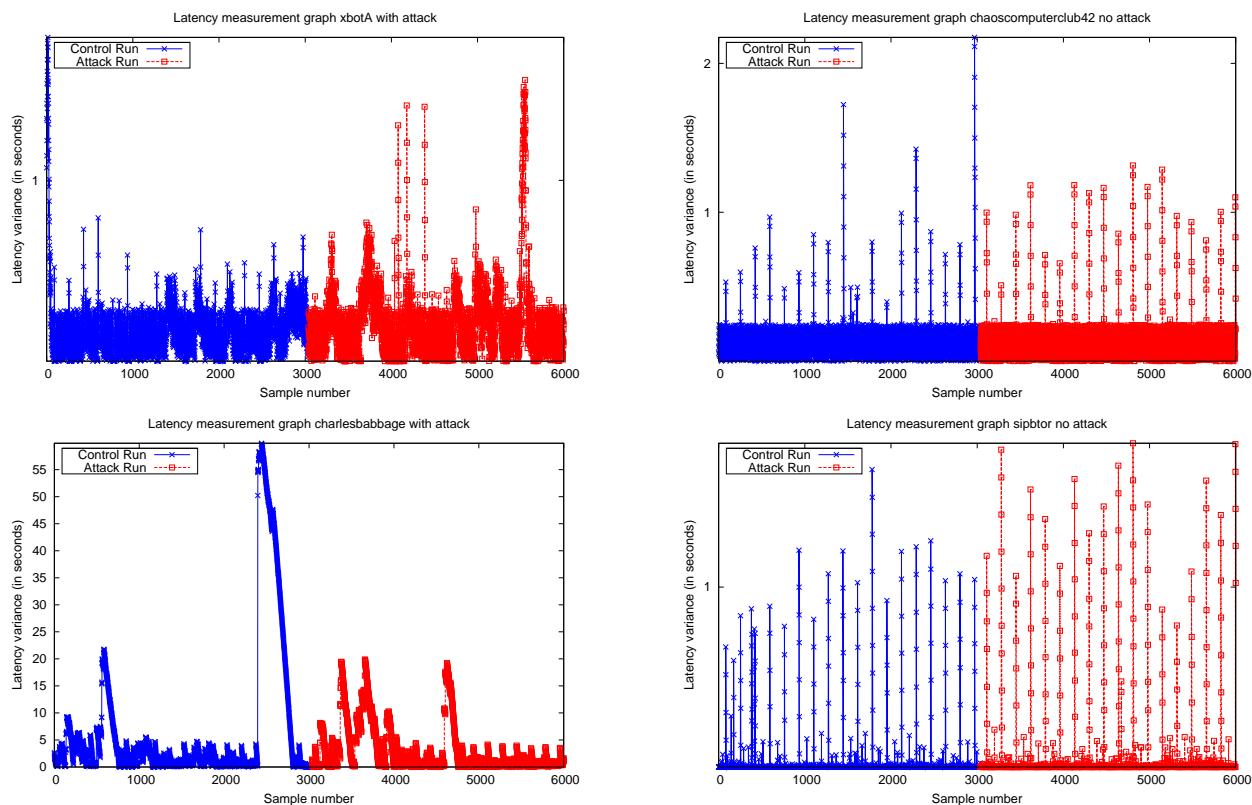 Latency measurement graph xbotA with attack
Control Run
Attack Run
Latency variance (in seconds)
1
0 1000 2000 3000 4000 5000 6000
Sample number
Latency measurement graph chaoscomputerclub42 no attack
Control Run
Attack Run
Latency variance (in seconds)
2
1
0 1000 2000 3000 4000 5000 6000
Sample number
Latency measurement graph charlesbabbage with attack
Control Run
Attack Run
Latency variance (in seconds)
55
50
45
40
35
30
25
20
15
10
5
0
0 1000 2000 3000 4000 5000 6000
Sample number
Latency measurement graph sipbtor no attack
Control Run
Attack Run
Latency variance (in seconds)
1
0 1000 2000 3000 4000 5000 6000
Sample number